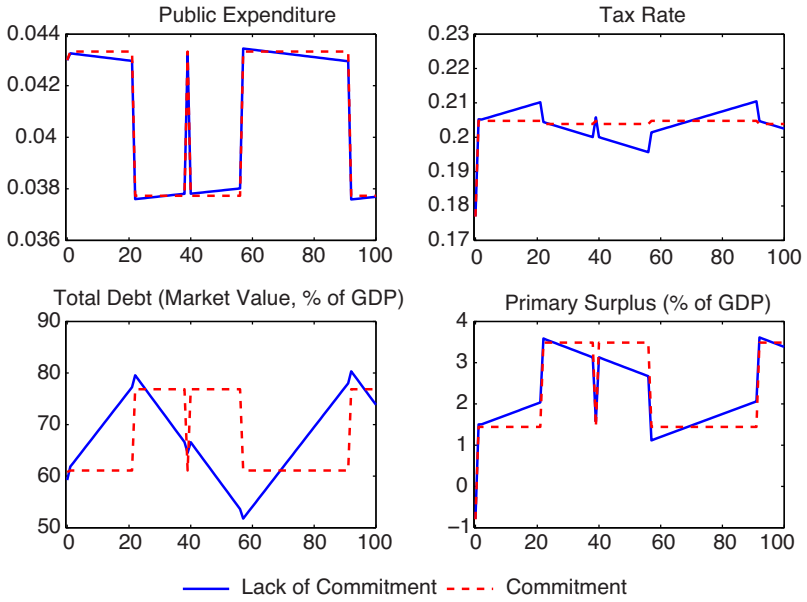 Public Expenditure
0.044
0.042
0.04
0.038
0.036
0 20 40 60 80 100
Tax Rate
0.23
0.22
0.21
0.20
0.19
0.18
0.17
0 20 40 60 80 100
Total Debt (Market Value, % of GDP)
90
80
70
60
50
0 20 40 60 80 100
Primary Surplus (% of GDP)
4
3
2
1
0
−1
0 20 40 60 80 100
Lack of Commitment Commitment